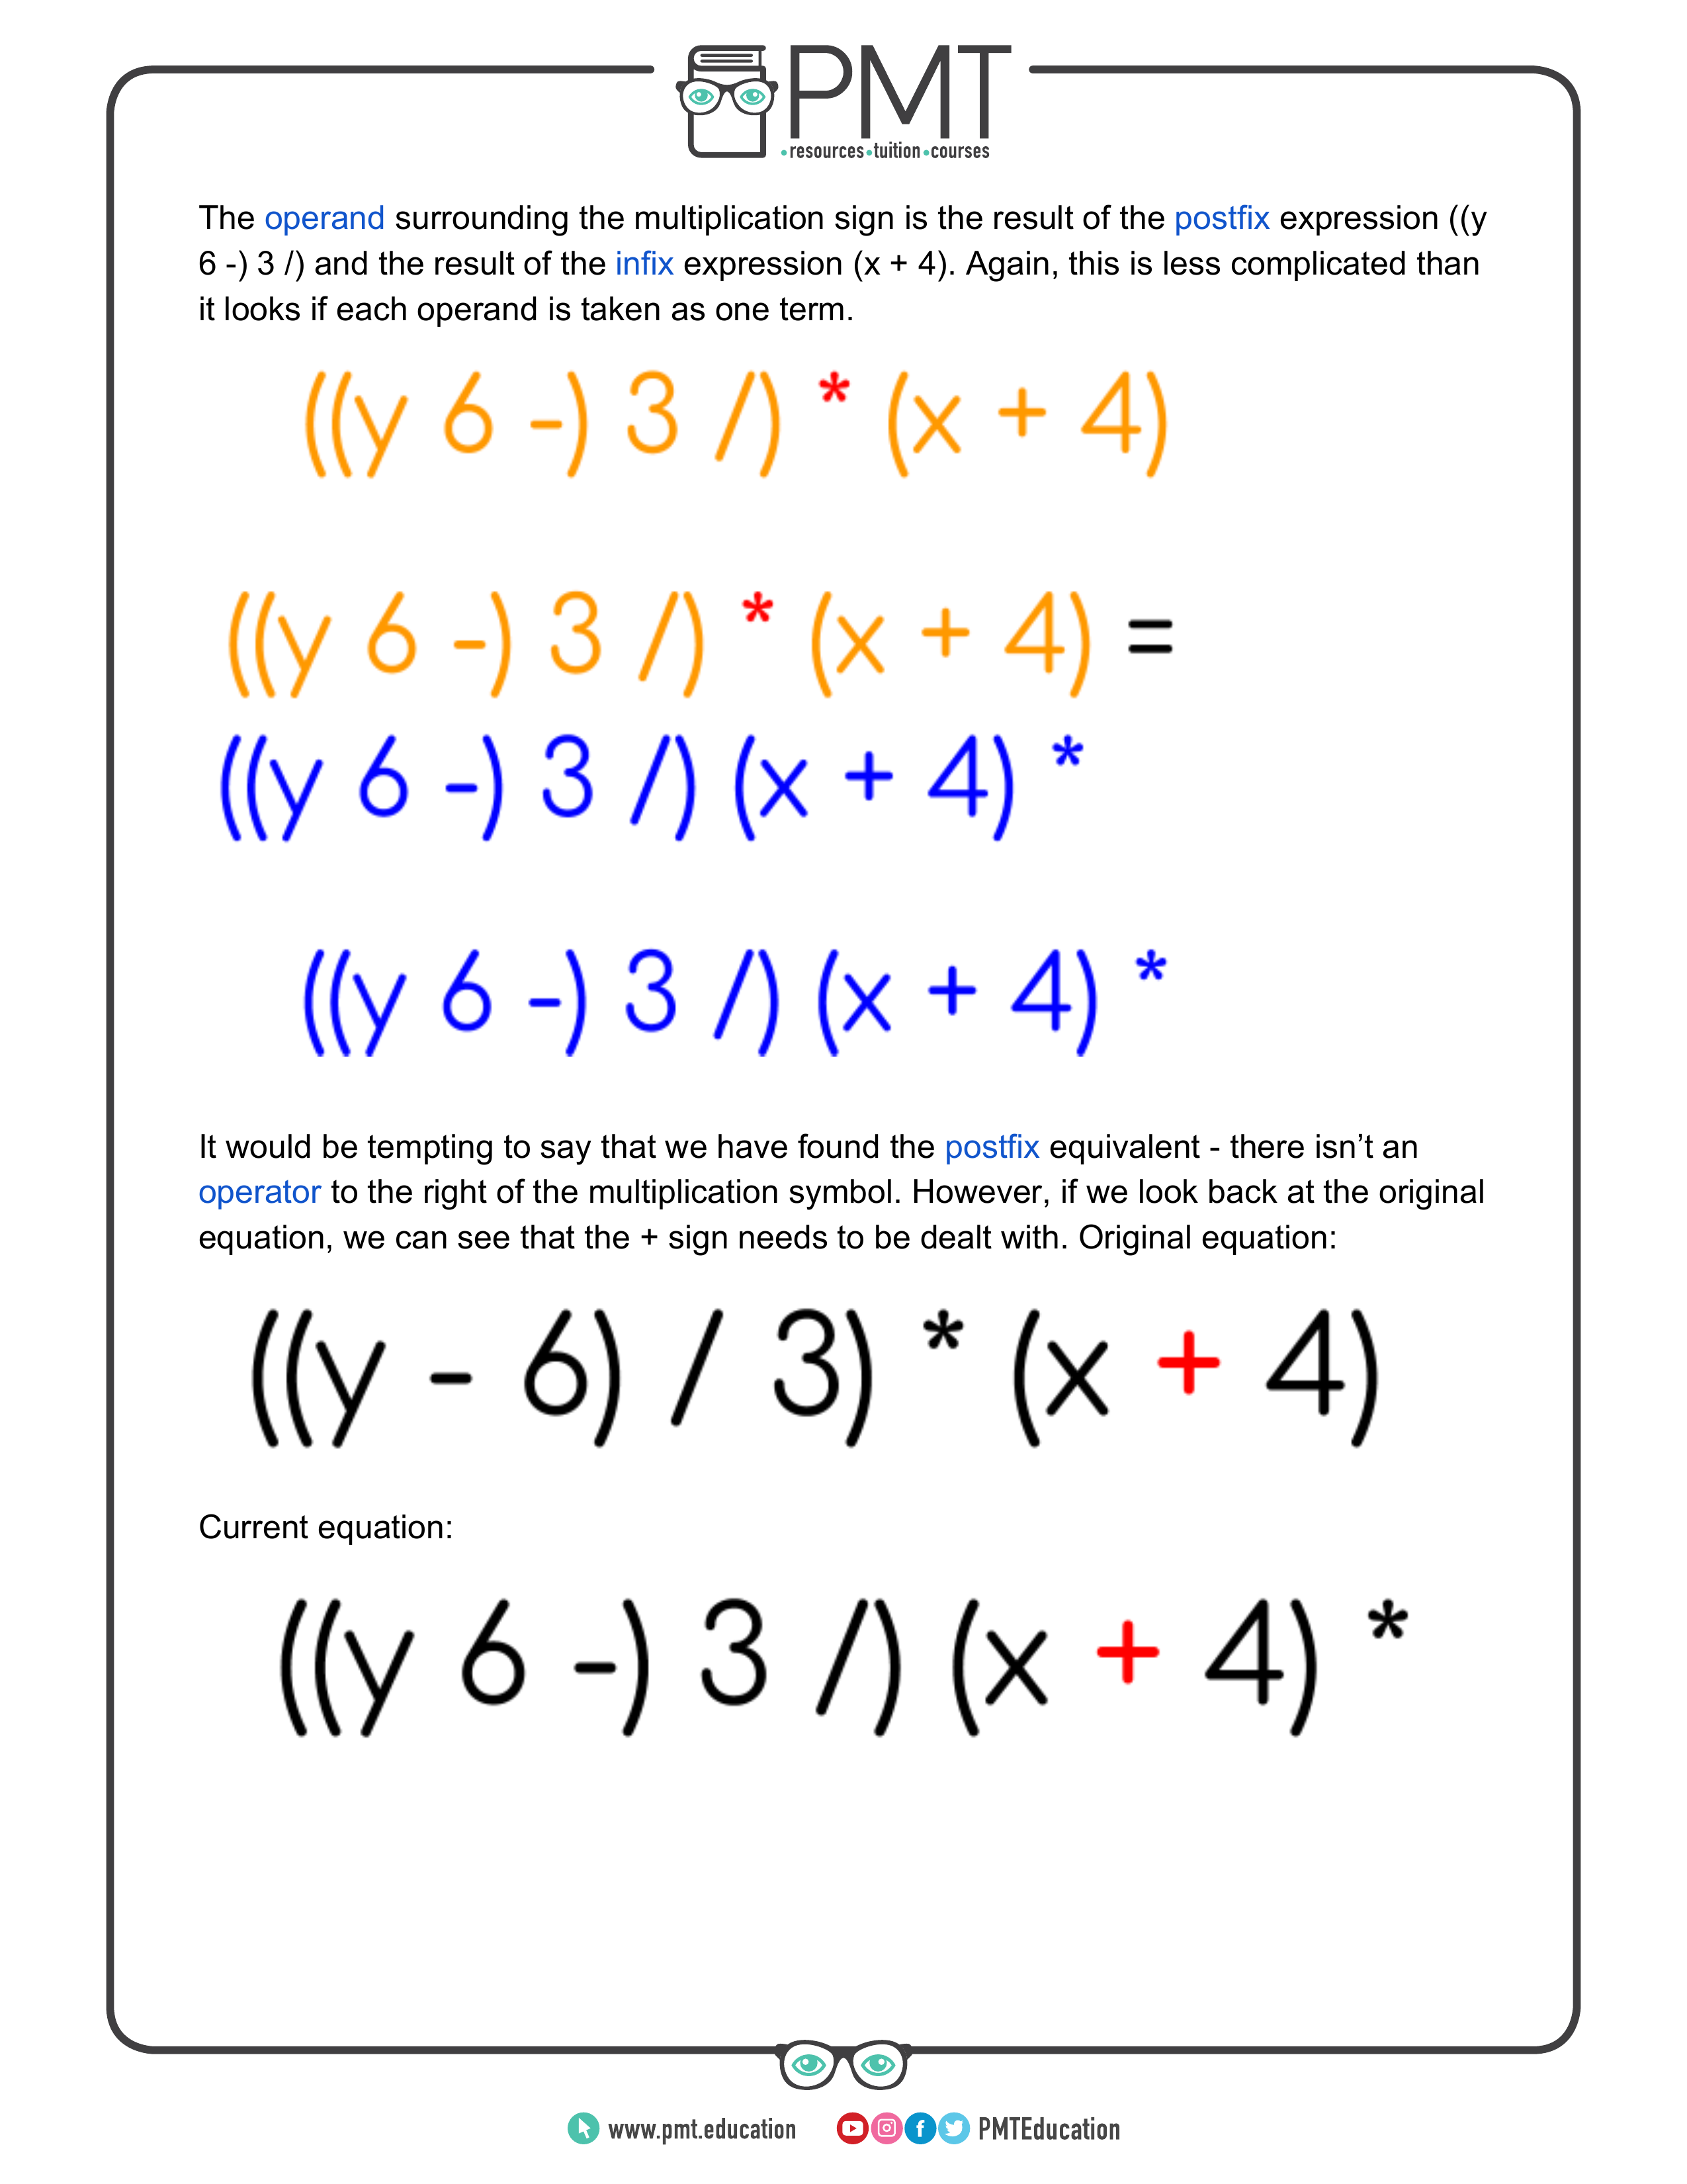 PMT
•resources•tuition•courses
The operand surrounding the multiplication sign is the result of the postfix expression ((y
6 -) 3 /) and the result of the infix expression (x + 4). Again, this is less complicated than
it looks if each operand is taken as one term.
((y 6 -) 3 /) * (x + 4)
((y 6 -) 3 /) * (x + 4) =
((y 6 -) 3 /) (x + 4) *
((y 6 -) 3 /) (x + 4) *
It would be tempting to say that we have found the postfix equivalent - there isn’t an
operator to the right of the multiplication symbol. However, if we look back at the original
equation, we can see that the + sign needs to be dealt with. Original equation:
((y - 6) / 3) * (x + 4)
Current equation:
((y 6 -) 3 /) (x + 4) *
www.pmt.education PMTEducation